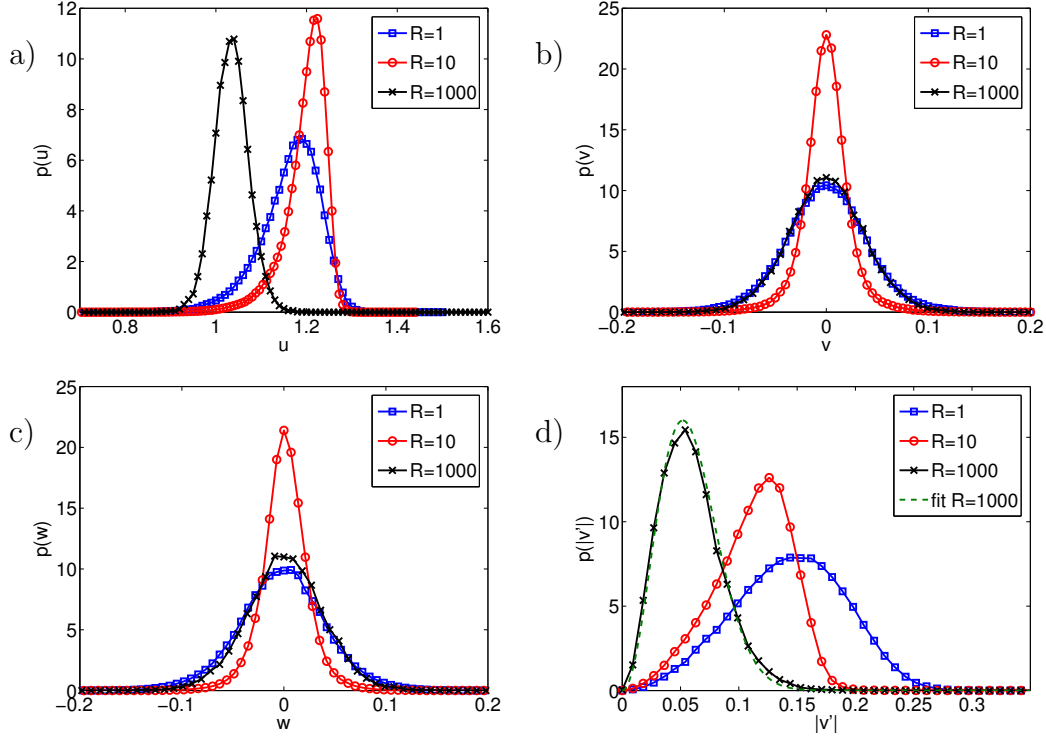 a)
12
10
8
6
4
2
0
p(u)
0.8
1
1.2
1.4
1.6
u
R=1
R=10
R=1000
b)
25
20
15
10
5
0
p(v)
−0.2
−0.1
0
0.1
0.2
v
R=1
R=10
R=1000
c)
25
20
15
10
5
0
p(w)
−0.2
−0.1
0
0.1
0.2
w
R=1
R=10
R=1000
d)
15
10
5
0
p(|v'|)
0
0.05
0.1
0.15
0.2
0.25
0.3
|v'|
R=1
R=10
R=1000
fit R=1000